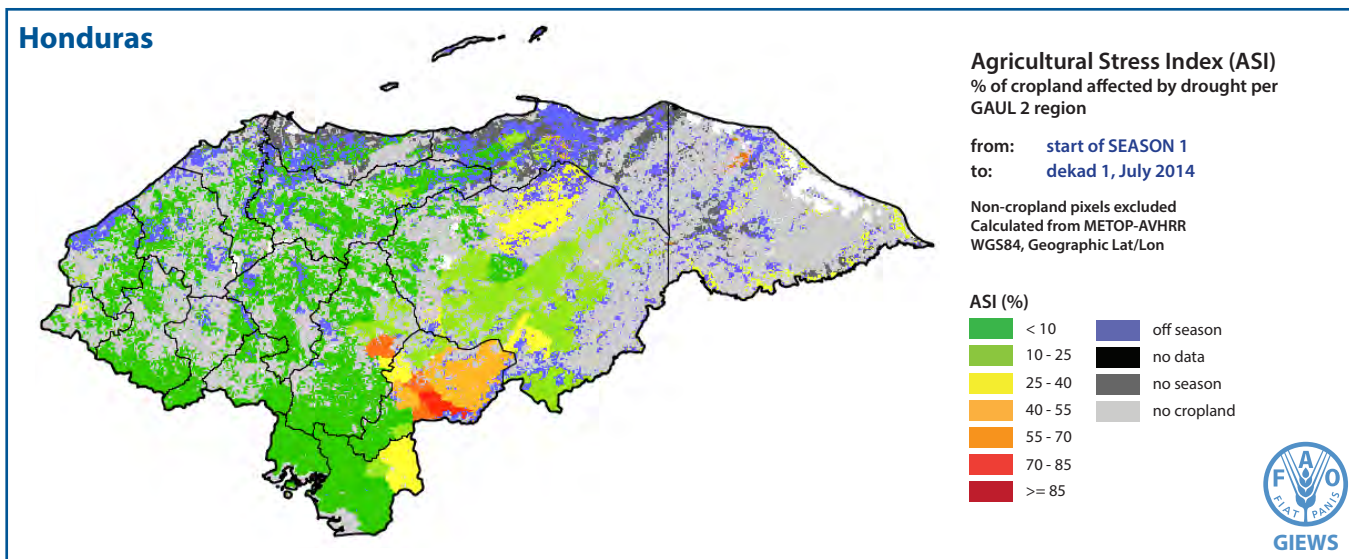 Honduras
Agricultural Stress Index (ASI)
% of cropland affected by drought per
GAUL 2 region
from: start of SEASON 1
to: dekad 1, July 2014
Non-cropland pixels excluded
Calculated from METOP-AVHRR
WGS84, Geographic Lat/Lon
ASI (%)
< 10 off season
10 - 25 no data
25 - 40 no season
40 - 55 no cropland
55 - 70
70 - 85
>= 85
F A O
FIAT PANIS
GIEWS